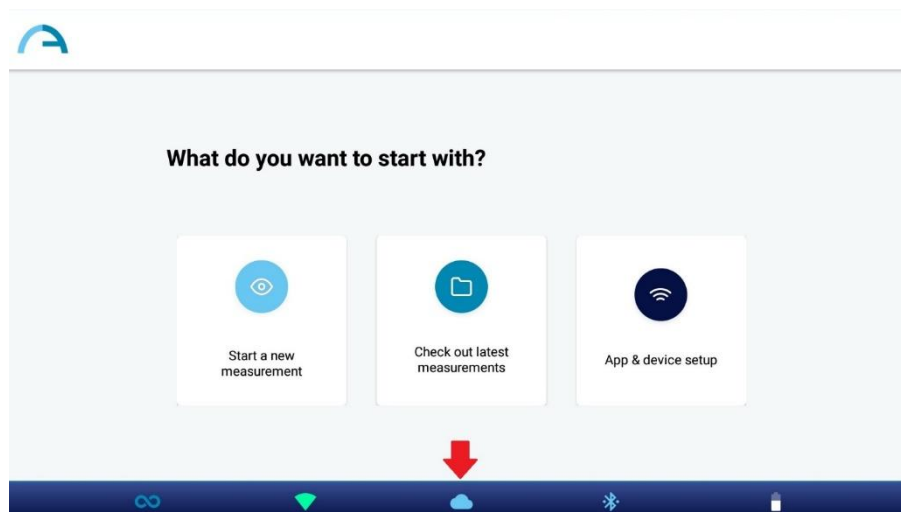 What do you want to start with?
Start a new
measurement
Check out latest
measurements
App & device setup